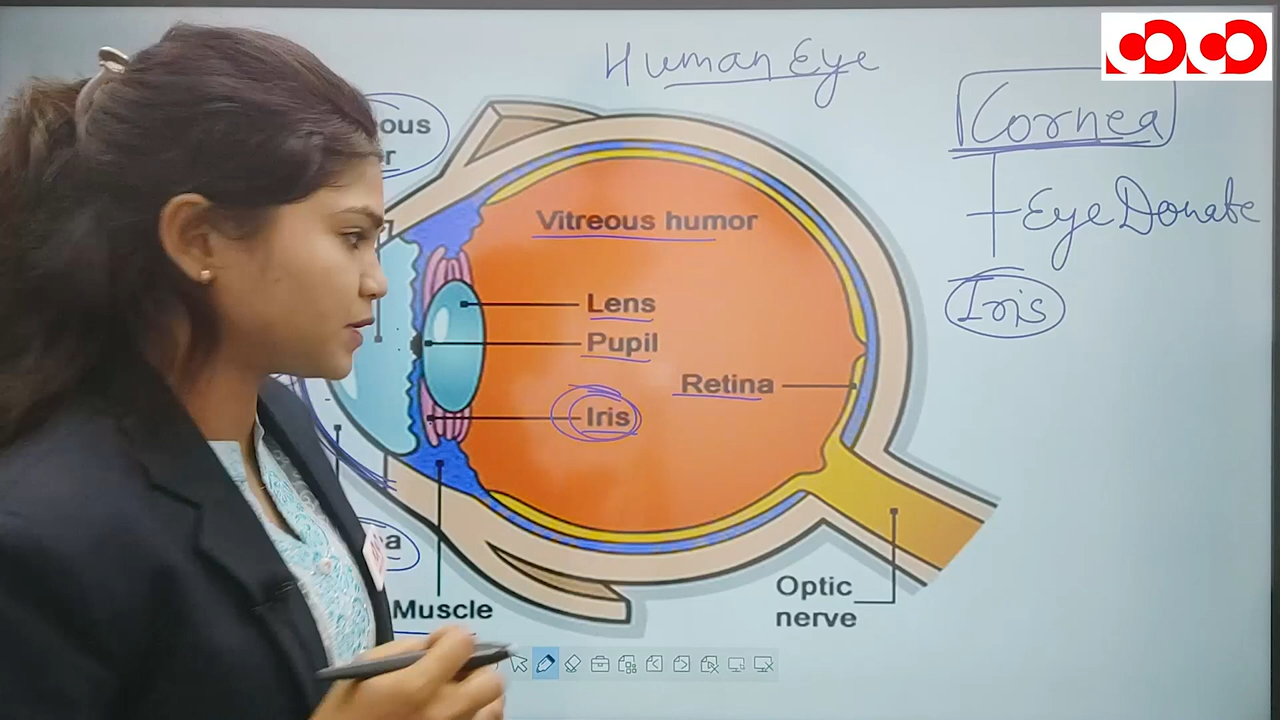 Human Eye
Cornea
Eye Donate
Iris
Vitreous humor
Lens
Pupil
Retina
Iris
Muscle
Optic
nerve